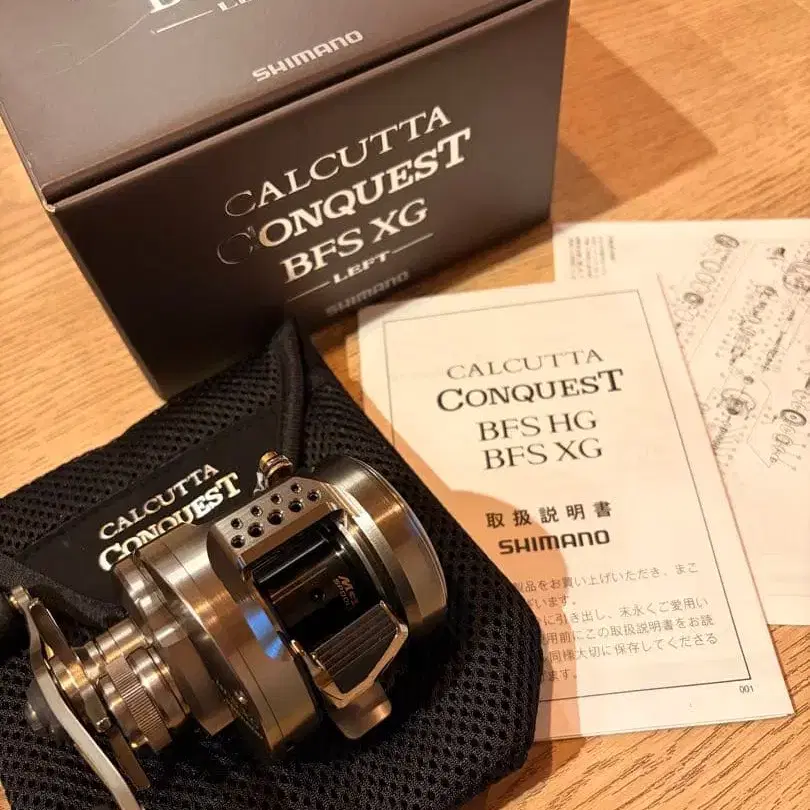 SHIMANO
CALCUTTA
CONQUEST
BFS XG
LEFT
SHIMANO
CALCUTTA
CONQUEST
BFS HG
BFS XG
取扱説明書
SHIMANO
製品をお買い上げいただき、まこ
ざいます。
に引き出し、末永くご愛用い
用前にこの取扱説明書をお読
同様大切に保存してくださる
ます。
001
CALCUTTA
CONQUEST